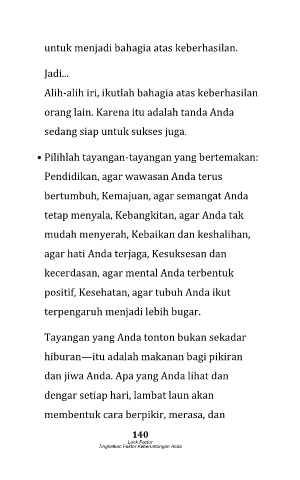 untuk menjadi bahagia atas keberhasilan.
Jadi...
Alih-alih iri, ikutlah bahagia atas keberhasilan
orang lain. Karena itu adalah tanda Anda
sedang siap untuk sukses juga.
• Pilihlah tayangan-tayangan yang bertemakan:
Pendidikan, agar wawasan Anda terus
bertumbuh, Kemajuan, agar semangat Anda
tetap menyala, Kebangkitan, agar Anda tak
mudah menyerah, Kebaikan dan keshalihan,
agar hati Anda terjaga, Kesuksesan dan
kecerdasan, agar mental Anda terbentuk
positif, Kesehatan, agar tubuh Anda ikut
terpengaruh menjadi lebih bugar.
Tayangan yang Anda tonton bukan sekadar
hiburan—itu adalah makanan bagi pikiran
dan jiwa Anda. Apa yang Anda lihat dan
dengar setiap hari, lambat laun akan
membentuk cara berpikir, merasa, dan
140
Luck Factor
Tingkatkan Faktor Keberuntungan Anda